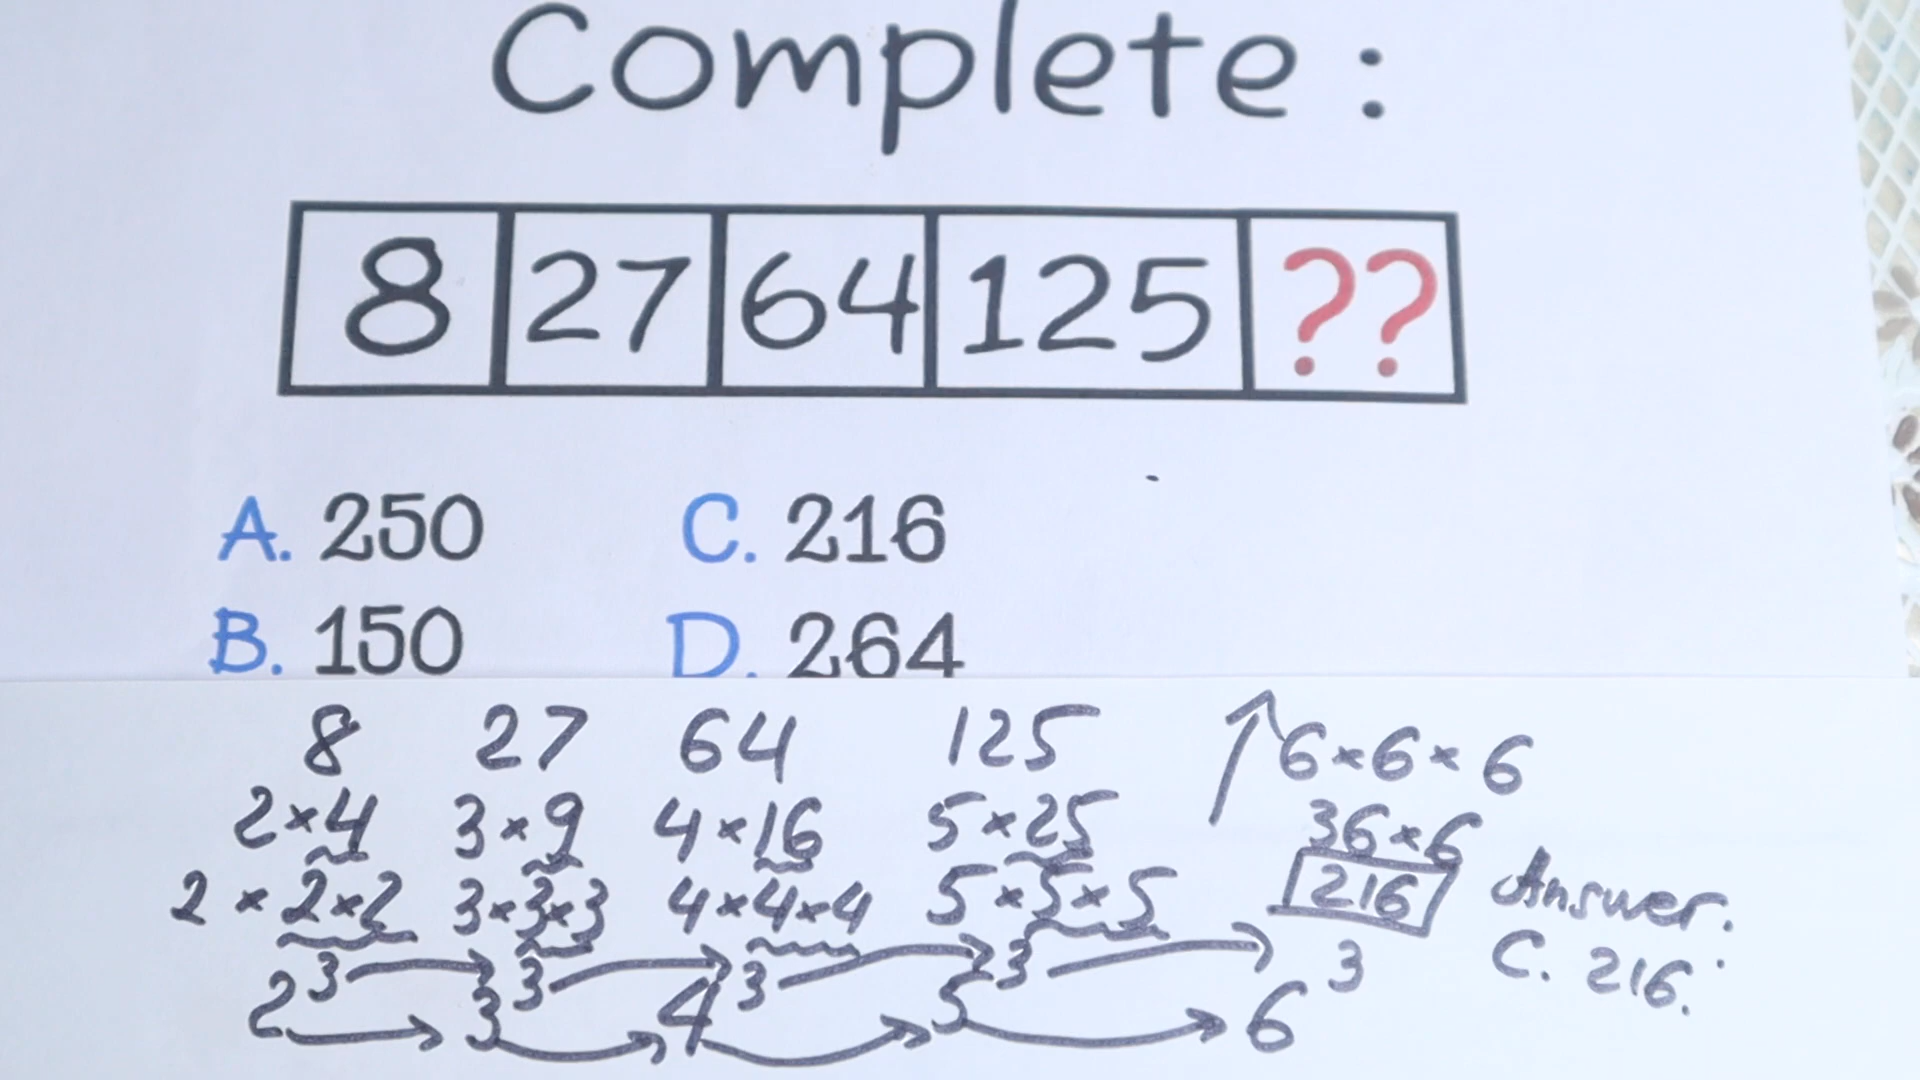 Complete :
8 27 64 125 ??
A. 250 C. 216
B. 150 D. 264
8 27 64 125 6×6×6
2×4 3×9 4×16 5×25 36×6
2×2×2 3×3×3 4×4×4 5×5×5 216 Answer:
2³ 3³ 4³ 5³ 6³ C. 216.